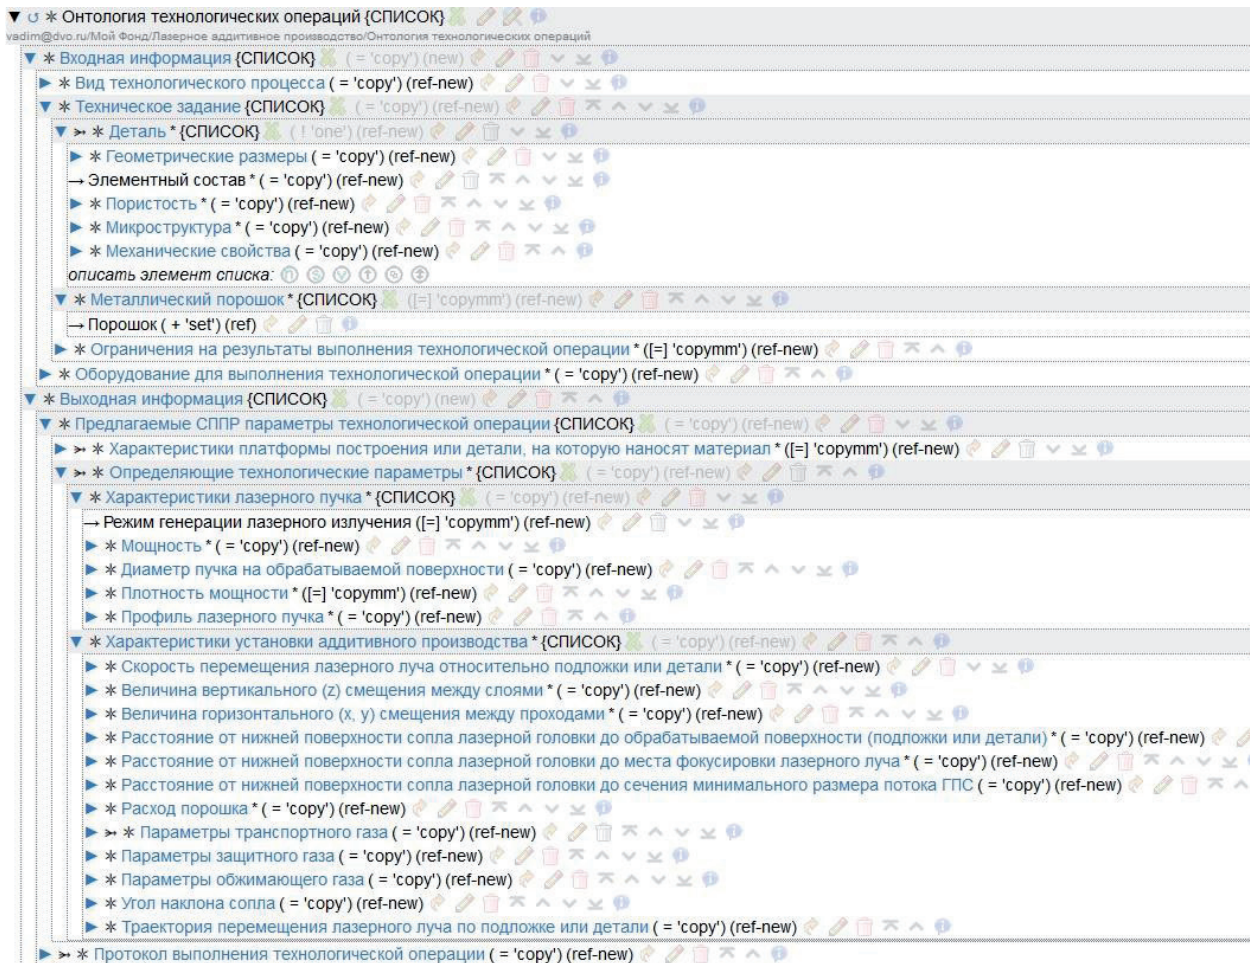 ▼ ∗ Онтология технологических операций {СПИСОК}
vadim@dvo.ru/Мой Фонд/Лазерное аддитивное производство/Онтология технологических операций
▼ ∗ Входная информация {СПИСОК} ( = 'copy') (new)
▶ ∗ Вид технологического процесса ( = 'copy') (ref-new)
▼ ∗ Техническое задание {СПИСОК} ( = 'copy') (ref-new)
▼ ➳ ∗ Деталь * {СПИСОК} ( ! 'one') (ref-new)
▶ ∗ Геометрические размеры ( = 'copy') (ref-new)
→ Элементный состав * ( = 'copy') (ref-new)
▶ ∗ Пористость * ( = 'copy') (ref-new)
▶ ∗ Микроструктура * ( = 'copy') (ref-new)
▶ ∗ Механические свойства ( = 'copy') (ref-new)
описать элемент списка:
▼ ∗ Металлический порошок * {СПИСОК} ([=] 'copymm') (ref-new)
→ Порошок ( + 'set') (ref)
▶ ∗ Ограничения на результаты выполнения технологической операции * ([=] 'copymm') (ref-new)
▶ ∗ Оборудование для выполнения технологической операции * ( = 'copy') (ref-new)
▼ ∗ Выходная информация {СПИСОК} ( = 'copy') (new)
▼ ∗ Предлагаемые СППР параметры технологической операции {СПИСОК} ( = 'copy') (ref-new)
▶ ➳ ∗ Характеристики платформы построения или детали, на которую наносят материал * ([=] 'copymm') (ref-new)
▼ ➳ ∗ Определяющие технологические параметры * {СПИСОК} ( = 'copy') (ref-new)
▼ ∗ Характеристики лазерного пучка * {СПИСОК} ( = 'copy') (ref-new)
→ Режим генерации лазерного излучения ([=] 'copymm') (ref-new)
▶ ∗ Мощность * ( = 'copy') (ref-new)
▶ ∗ Диаметр пучка на обрабатываемой поверхности ( = 'copy') (ref-new)
▶ ∗ Плотность мощности * ([=] 'copymm') (ref-new)
▶ ∗ Профиль лазерного пучка * ( = 'copy') (ref-new)
▼ ∗ Характеристики установки аддитивного производства * {СПИСОК} ( = 'copy') (ref-new)
▶ ∗ Скорость перемещения лазерного луча относительно подложки или детали * ( = 'copy') (ref-new)
▶ ∗ Величина вертикального (z) смещения между слоями * ( = 'copy') (ref-new)
▶ ∗ Величина горизонтального (x, y) смещения между проходами * ( = 'copy') (ref-new)
▶ ∗ Расстояние от нижней поверхности сопла лазерной головки до обрабатываемой поверхности (подложки или детали) * ( = 'copy') (ref-new)
▶ ∗ Расстояние от нижней поверхности сопла лазерной головки до места фокусировки лазерного луча * ( = 'copy') (ref-new)
▶ ∗ Расстояние от нижней поверхности сопла лазерной головки до сечения минимального размера потока ГПС ( = 'copy') (ref-new)
▶ ∗ Расход порошка * ( = 'copy') (ref-new)
▶ ➳ ∗ Параметры транспортного газа ( = 'copy') (ref-new)
▶ ∗ Параметры защитного газа ( = 'copy') (ref-new)
▶ ∗ Параметры обжимающего газа ( = 'copy') (ref-new)
▶ ∗ Угол наклона сопла ( = 'copy') (ref-new)
▶ ∗ Траектория перемещения лазерного луча по подложке или детали ( = 'copy') (ref-new)
▶ ➳ ∗ Протокол выполнения технологической операции ( = 'copy') (ref-new)